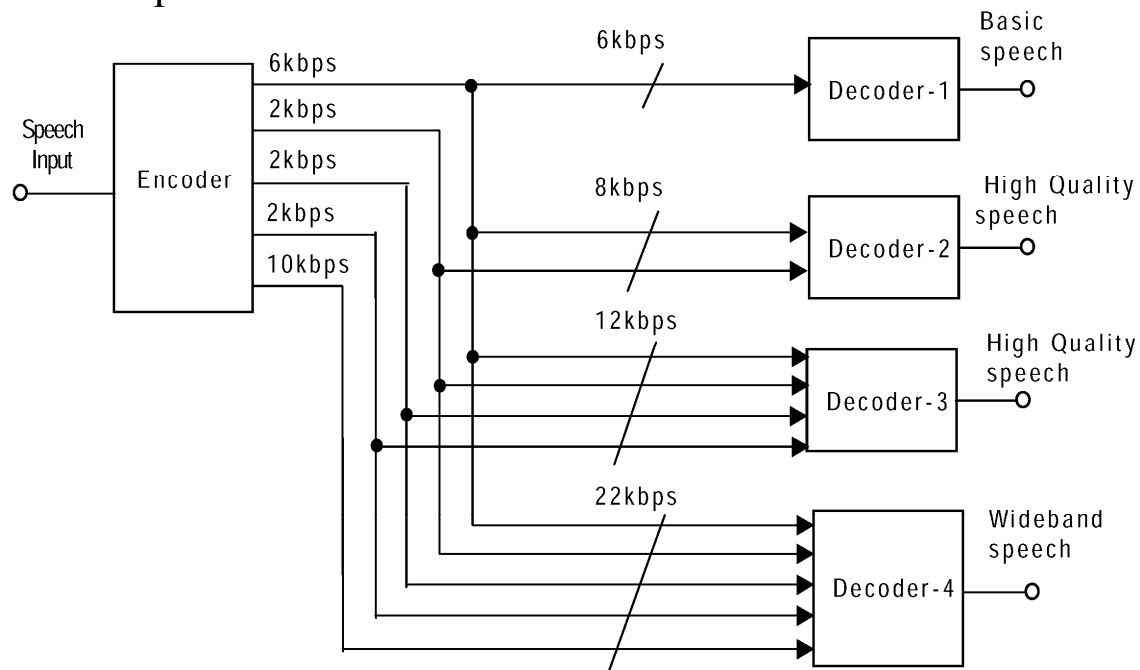 Speech
Input
Encoder
6kbps
2kbps
2kbps
2kbps
10kbps
6kbps
Decoder-1
Basic
speech
8kbps
Decoder-2
High Quality
speech
12kbps
Decoder-3
High Quality
speech
22kbps
Decoder-4
Wideband
speech